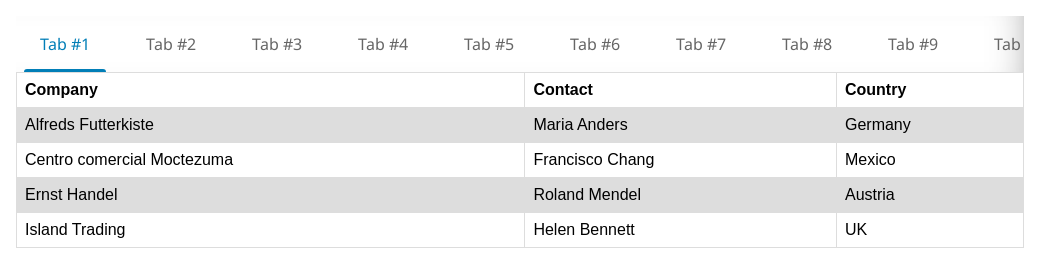 Tab #1 Tab #2 Tab #3 Tab #4 Tab #5 Tab #6 Tab #7 Tab #8 Tab #9 Tab
Company Contact Country
Alfreds Futterkiste Maria Anders Germany
Centro comercial Moctezuma Francisco Chang Mexico
Ernst Handel Roland Mendel Austria
Island Trading Helen Bennett UK